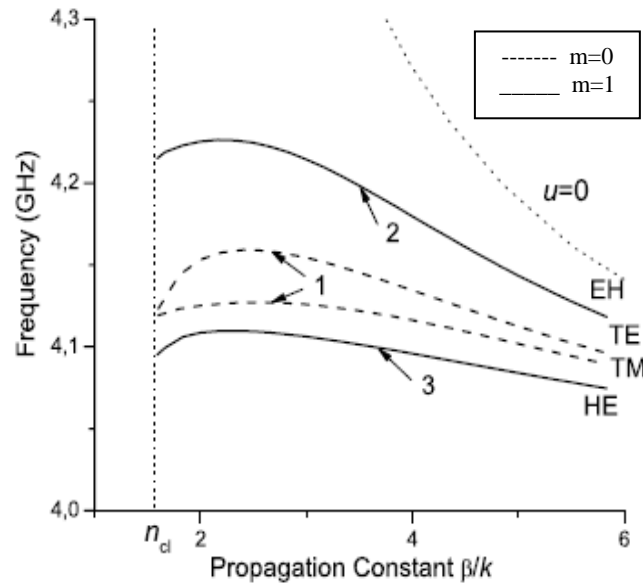 4,3
------- m=0
_____ m=1
4,2
u=0
2
1
EH
TE
4,1
TM
3
HE
4,0
n_cl 2 4 6
Frequency (GHz)
Propagation Constant β/k